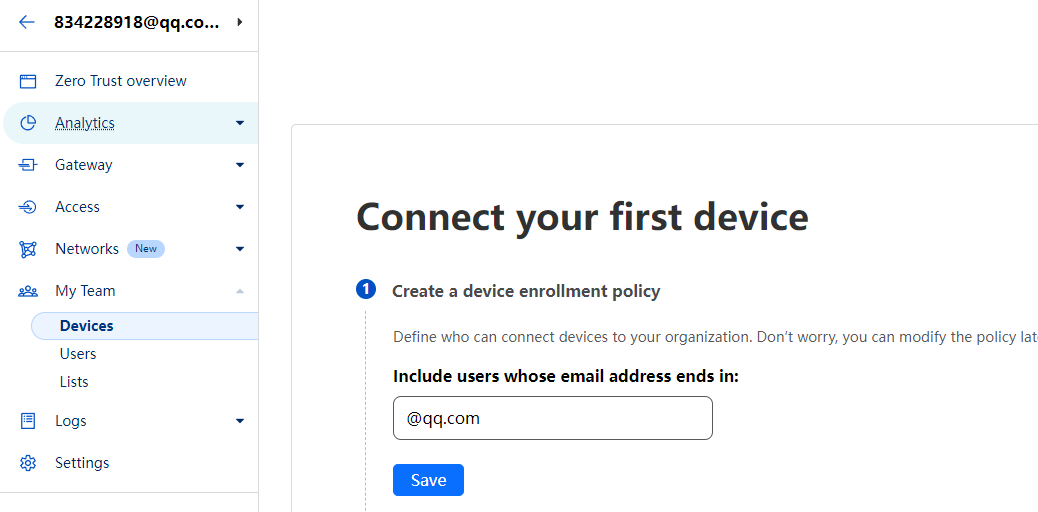 834228918@qq.co...
Zero Trust overview
Analytics
Gateway
Access
Networks New
My Team
Devices
Users
Lists
Logs
Settings
Connect your first device
1 Create a device enrollment policy
Define who can connect devices to your organization. Don’t worry, you can modify the policy lat
Include users whose email address ends in:
@qq.com
Save